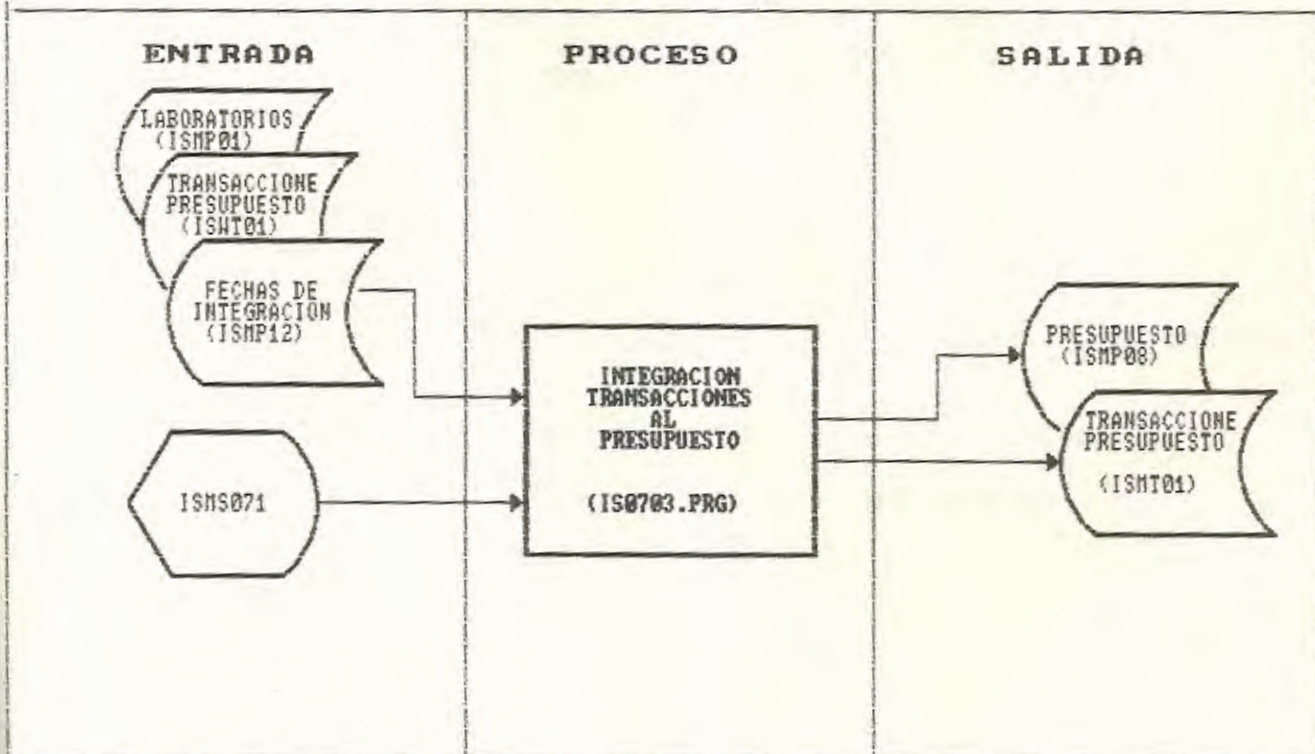 ENTRADA
PROCESO
SALIDA
LABORATORIOS
(ISMP01)
TRANSACCIONE
PRESUPUESTO
(ISWT01)
FECHAS DE
INTEGRACION
(ISMP12)
ISMS071
INTEGRACION
TRANSACCIONES
AL
PRESUPUESTO
(IS0703.PRG)
PRESUPUESTO
(ISMP08)
TRANSACCIONE
PRESUPUESTO
(ISMT01)